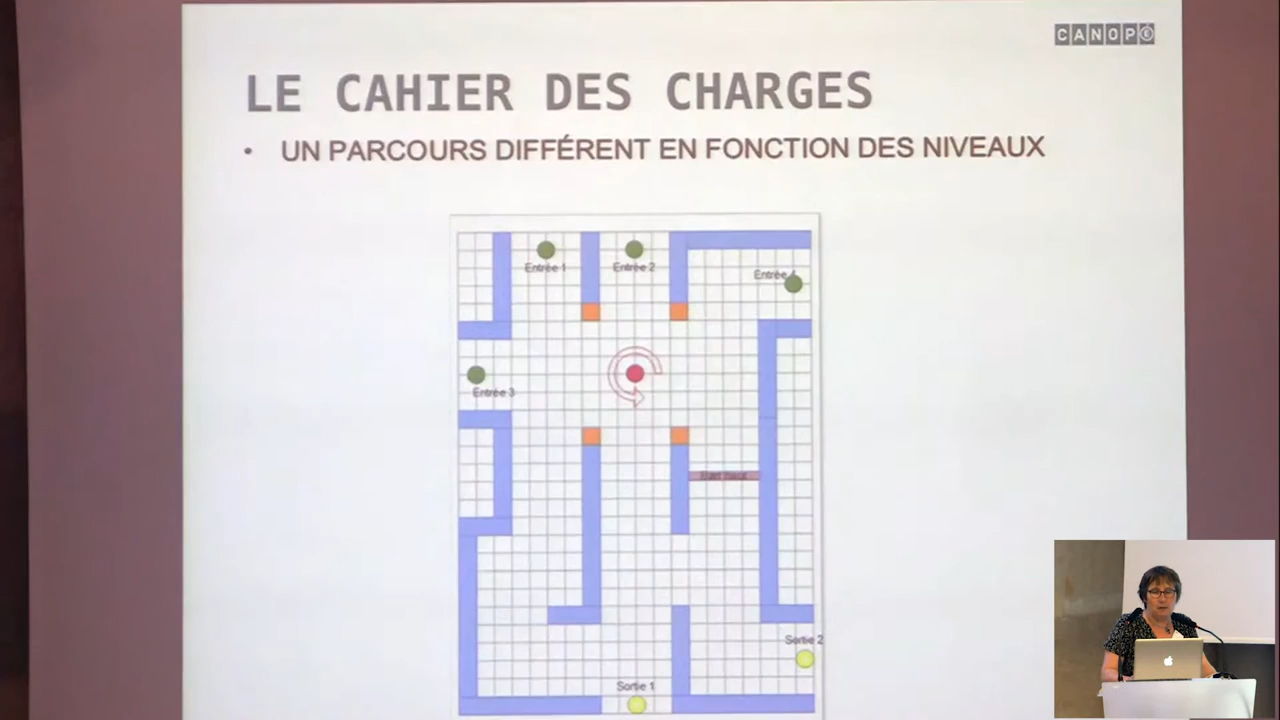 CANOPÉ
LE CAHIER DES CHARGES
• UN PARCOURS DIFFÉRENT EN FONCTION DES NIVEAUX
Entrée 1
Entrée 2
Entrée 4
Entrée 3
Sortie 2
Sortie 1